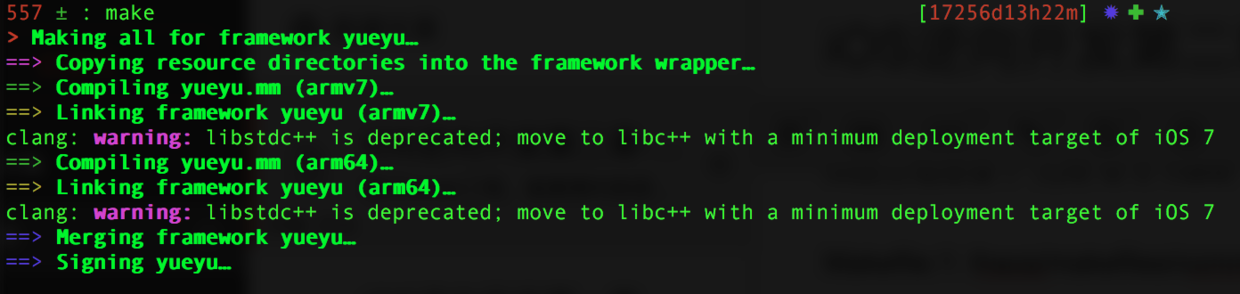 557 ± : make [17256d13h22m] ✹ ✚ ★
> Making all for framework yueyu…
==> Copying resource directories into the framework wrapper…
==> Compiling yueyu.mm (armv7)…
==> Linking framework yueyu (armv7)…
clang: warning: libstdc++ is deprecated; move to libc++ with a minimum deployment target of iOS 7
==> Compiling yueyu.mm (arm64)…
==> Linking framework yueyu (arm64)…
clang: warning: libstdc++ is deprecated; move to libc++ with a minimum deployment target of iOS 7
==> Merging framework yueyu…
==> Signing yueyu…